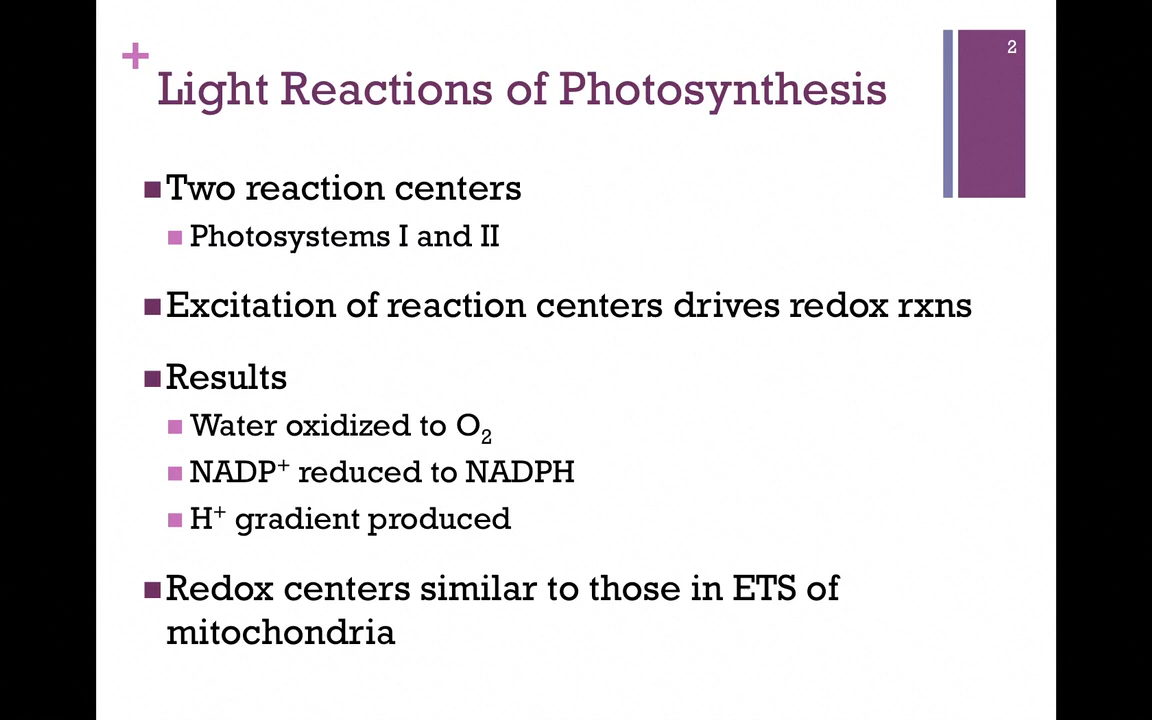 2
+
Light Reactions of Photosynthesis
Two reaction centers
Photosystems I and II
Excitation of reaction centers drives redox rxns
Results
Water oxidized to O₂
NADP⁺ reduced to NADPH
H⁺ gradient produced
Redox centers similar to those in ETS of
mitochondria